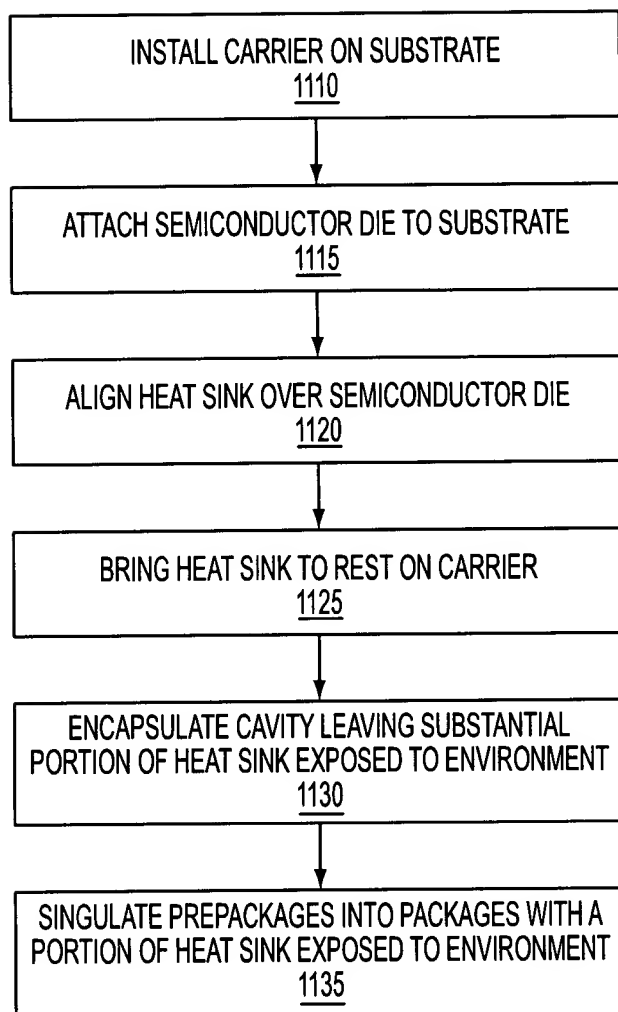 INSTALL CARRIER ON SUBSTRATE
1110
ATTACH SEMICONDUCTOR DIE TO SUBSTRATE
1115
ALIGN HEAT SINK OVER SEMICONDUCTOR DIE
1120
BRING HEAT SINK TO REST ON CARRIER
1125
ENCAPSULATE CAVITY LEAVING SUBSTANTIAL
PORTION OF HEAT SINK EXPOSED TO ENVIRONMENT
1130
SINGULATE PREPACKAGES INTO PACKAGES WITH A
PORTION OF HEAT SINK EXPOSED TO ENVIRONMENT
1135